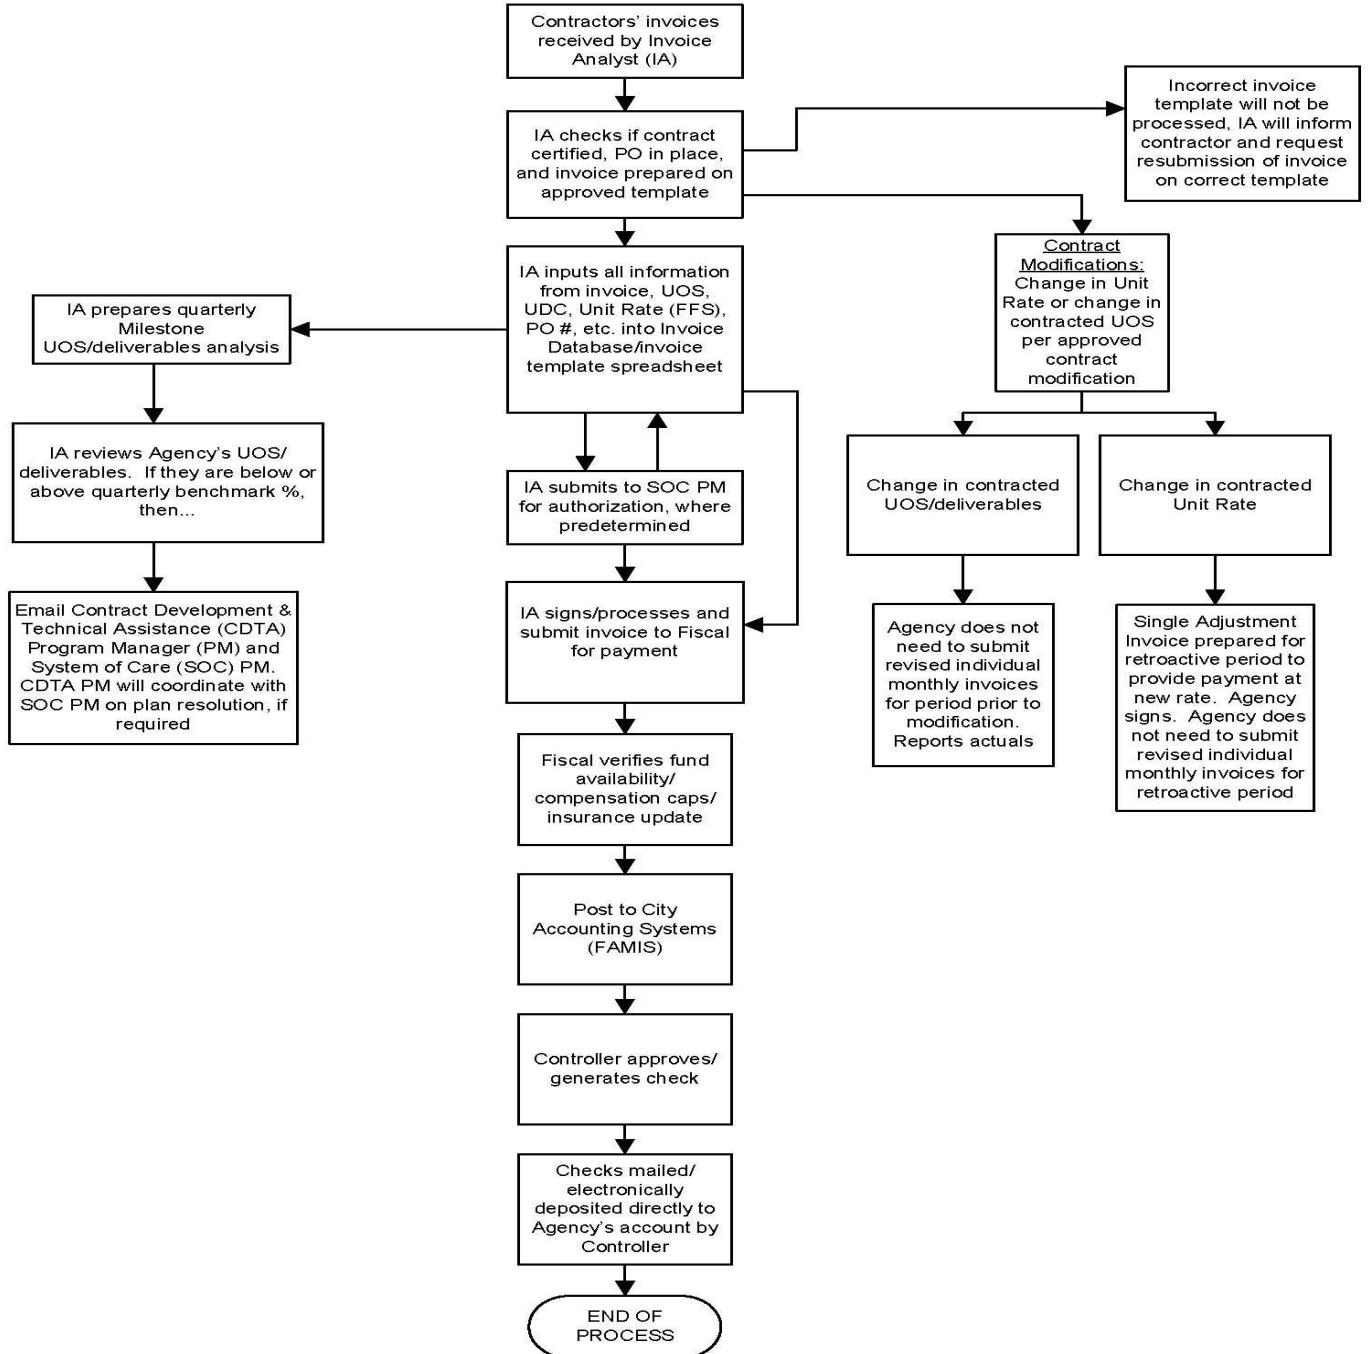 Contractors' invoices
received by Invoice
Analyst (IA)
IA checks if contract
certified, PO in place,
and invoice prepared on
approved template
Incorrect invoice
template will not be
processed, IA will inform
contractor and request
resubmission of invoice
on correct template
IA inputs all information
from invoice, UOS,
UDC, Unit Rate (FFS),
PO #, etc. into Invoice
Database/invoice
template spreadsheet
Contract
Modifications:
Change in Unit
Rate or change in
contracted UOS
per approved
contract
modification
IA prepares quarterly
Milestone
UOS/deliverables analysis
IA reviews Agency's UOS/
deliverables. If they are below or
above quarterly benchmark %,
then...
Email Contract Development &
Technical Assistance (CDTA)
Program Manager (PM) and
System of Care (SOC) PM.
CDTA PM will coordinate with
SOC PM on plan resolution, if
required
IA submits to SOC PM
for authorization, where
predetermined
IA signs/processes and
submit invoice to Fiscal
for payment
Change in contracted
UOS/deliverables
Change in contracted
Unit Rate
Agency does not
need to submit
revised individual
monthly invoices
for period prior to
modification.
Reports actuals
Single Adjustment
Invoice prepared for
retroactive period to
provide payment at
new rate. Agency
signs. Agency does
not need to submit
revised individual
monthly invoices for
retroactive period
Fiscal verifies fund
availability/
compensation caps/
insurance update
Post to City
Accounting Systems
(FAMIS)
Controller approves/
generates check
Checks mailed/
electronically
deposited directly to
Agency's account by
Controller
END OF
PROCESS